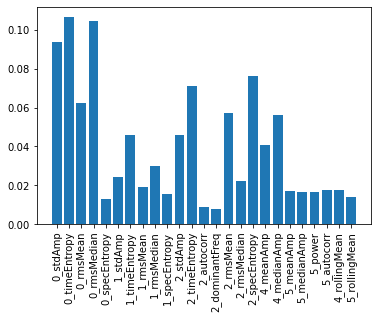 0.10
0.08
0.06
0.04
0.02
0.00
0_stdAmp
0_timeEntropy
0_rmsMean
0_rmsMedian
0_specEntropy
1_stdAmp
1_timeEntropy
1_rmsMean
1_rmsMedian
1_specEntropy
2_stdAmp
2_timeEntropy
2_autocorr
2_dominantFreq
2_rmsMean
2_rmsMedian
2_specEntropy
4_meanAmp
4_medianAmp
5_meanAmp
5_medianAmp
5_power
5_autocorr
4_rollingMean
5_rollingMean